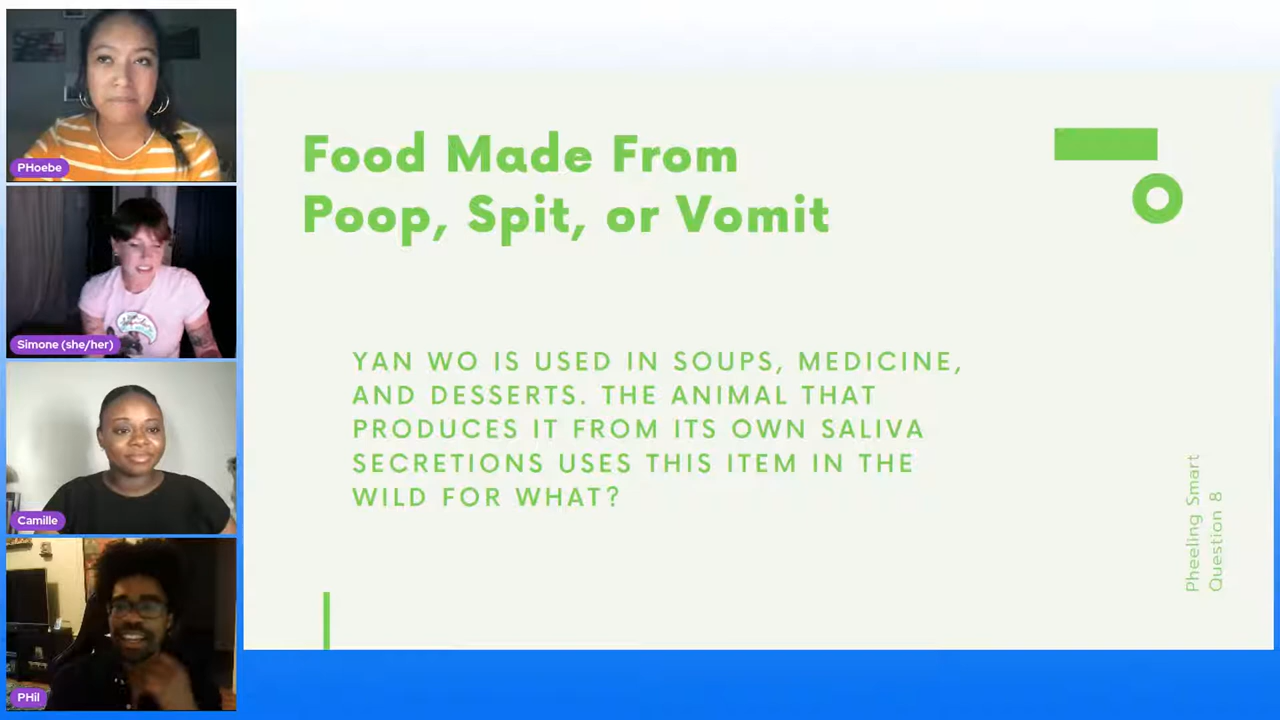 PHoebe
Simone (she/her)
Camille
PHil
Food Made From
Poop, Spit, or Vomit
YAN WO IS USED IN SOUPS, MEDICINE,
AND DESSERTS. THE ANIMAL THAT
PRODUCES IT FROM ITS OWN SALIVA
SECRETIONS USES THIS ITEM IN THE
WILD FOR WHAT?
Pheeling Smart
Question 8